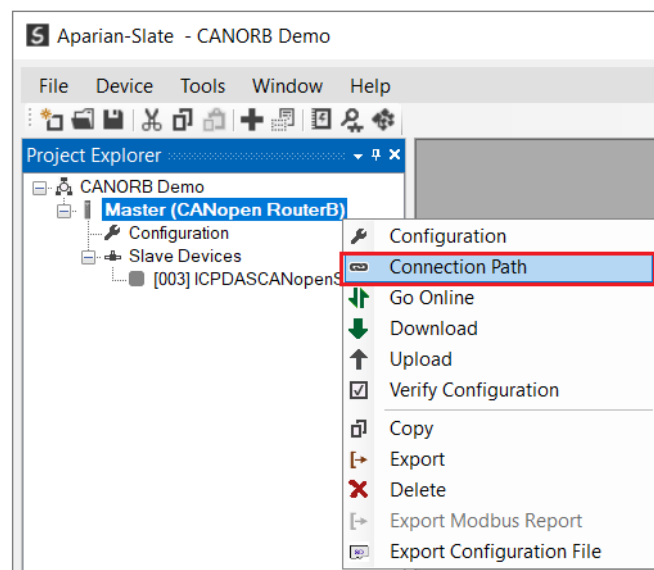 Aparian-Slate - CANORB Demo
File Device Tools Window Help
Project Explorer
CANORB Demo
Master (CANopen RouterB)
Configuration
Slave Devices
[003] ICPDASCANopenS
Configuration
Connection Path
Go Online
Download
Upload
Verify Configuration
Copy
Export
Delete
Export Modbus Report
Export Configuration File